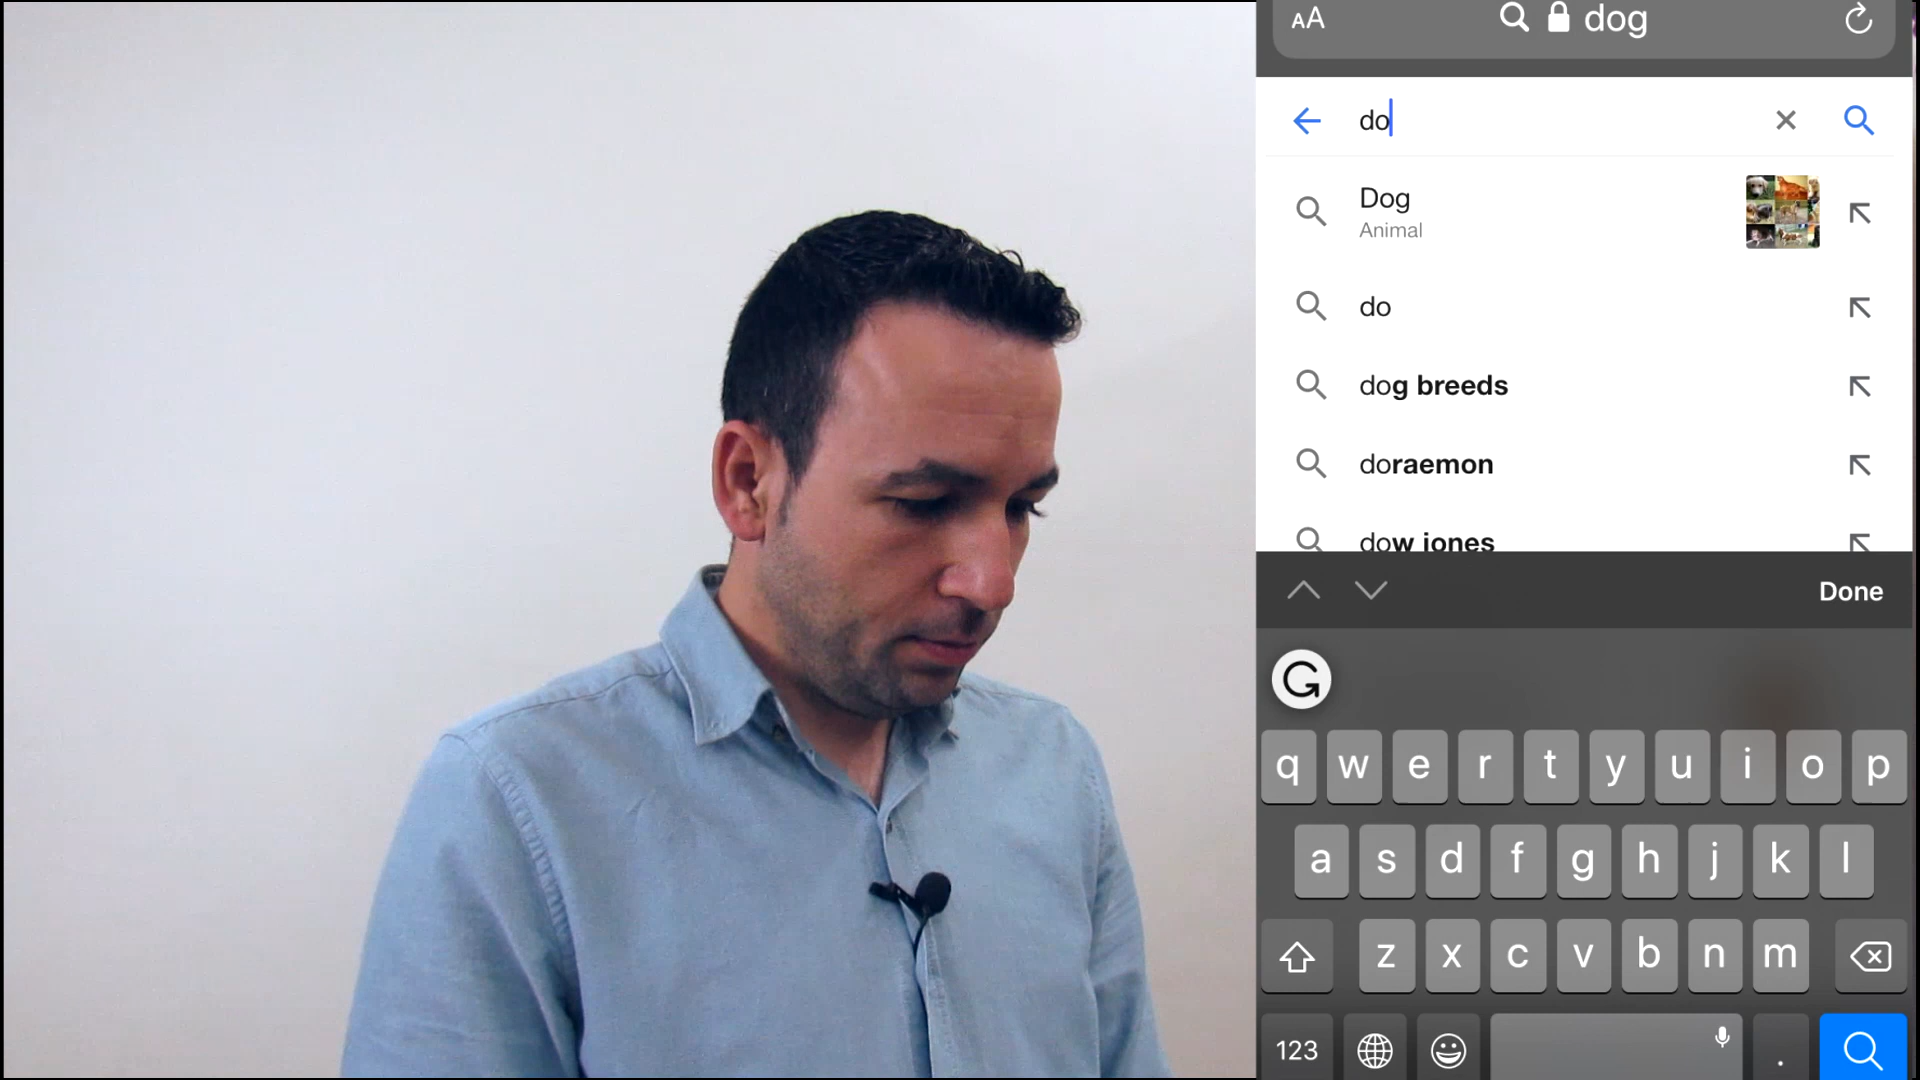 AA dog
do
Dog
Animal
do
dog breeds
doraemon
dow jones
Done
G
q w e r t y u i o p
a s d f g h j k l
z x c v b n m
123 .